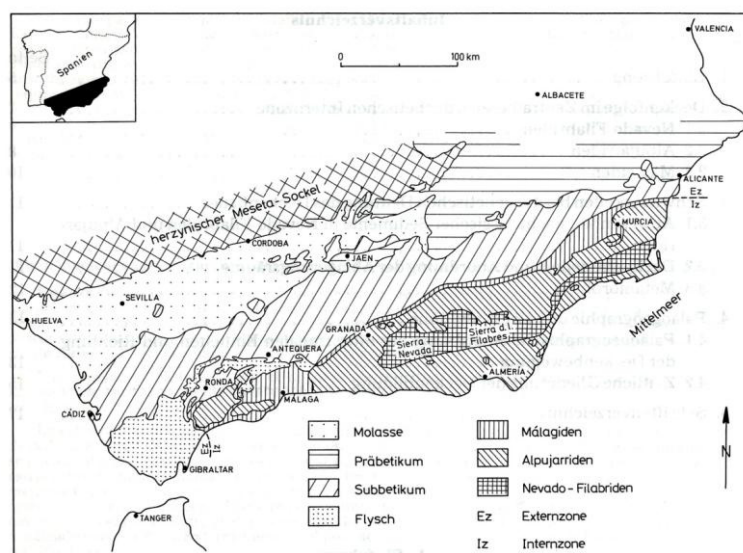 Spanien
0
100 km
VALENCIA
ALBACETE
ALICANTE
Ez
Iz
herzynischer Meseta-Sockel
MURCIA
CORDOBA
JAÉN
SEVILLA
HUELVA
GRANADA
Sierra Nevada
Sierra d.l. Filabres
Mittelmeer
ANTEQUERA
ALMERÍA
RONDA
MÁLAGA
CÁDIZ
Ez
Iz
GIBRALTAR
TANGER
Molasse
Präbetikum
Subbetikum
Flysch
Málagiden
Alpujarriden
Nevado-Filabriden
Ez Externzone
Iz Internzone
N